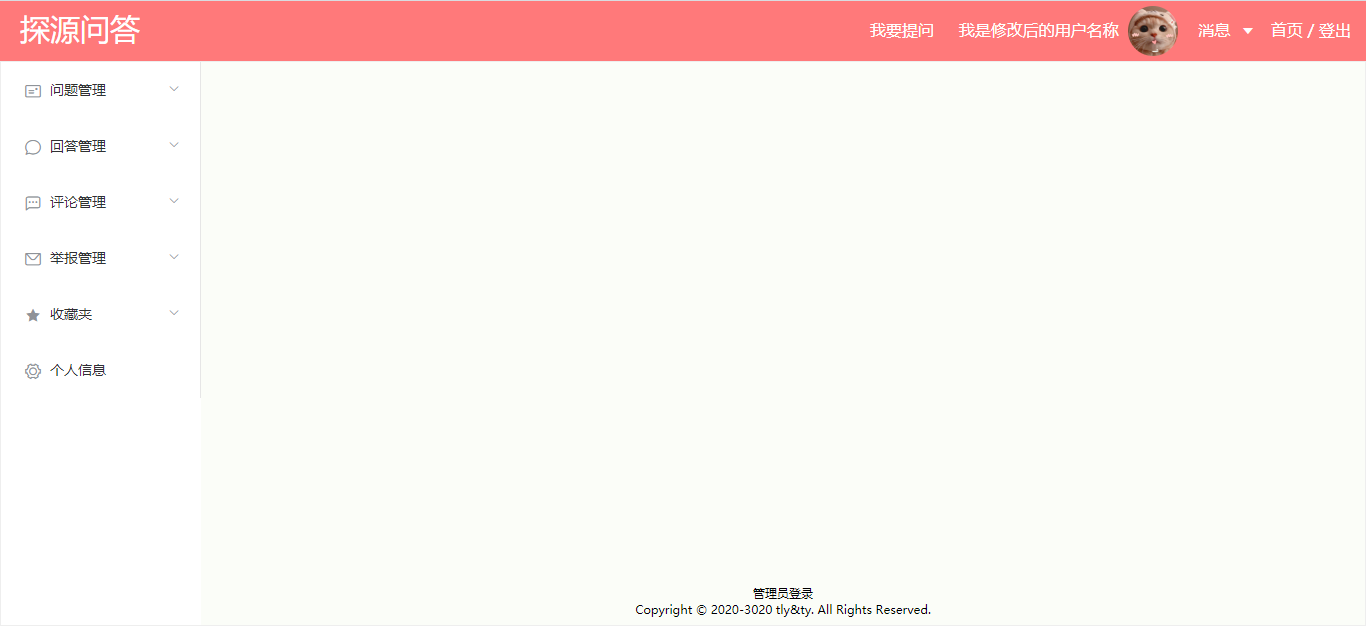 探源问答
我要提问 我是修改后的用户名称 消息 首页 / 登出
问题管理
回答管理
评论管理
举报管理
收藏夹
个人信息
管理员登录
Copyright © 2020-3020 tly&ty. All Rights Reserved.